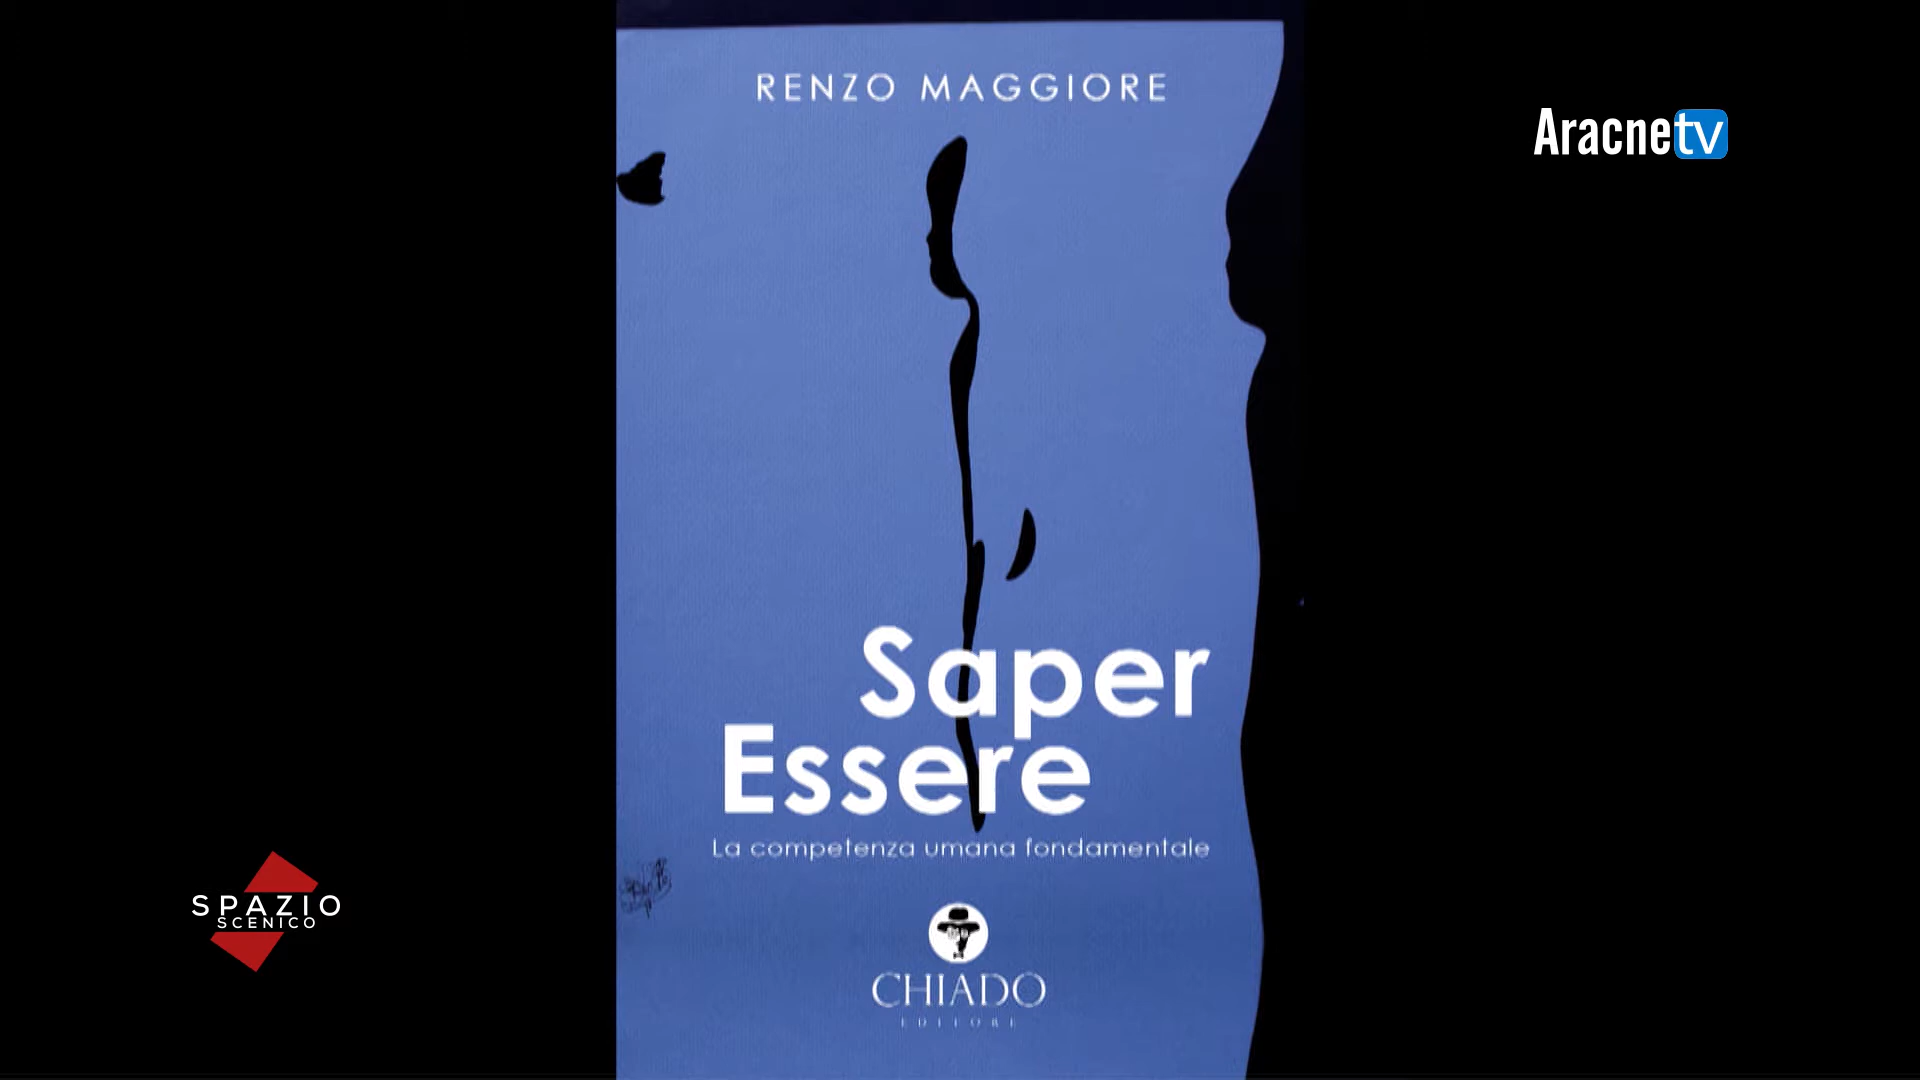 RENZO MAGGIORE
Aracnetv
Saper
Essere
La competenza umana fondamentale
SPAZIO
SCENICO
CHIADO
EDITORE